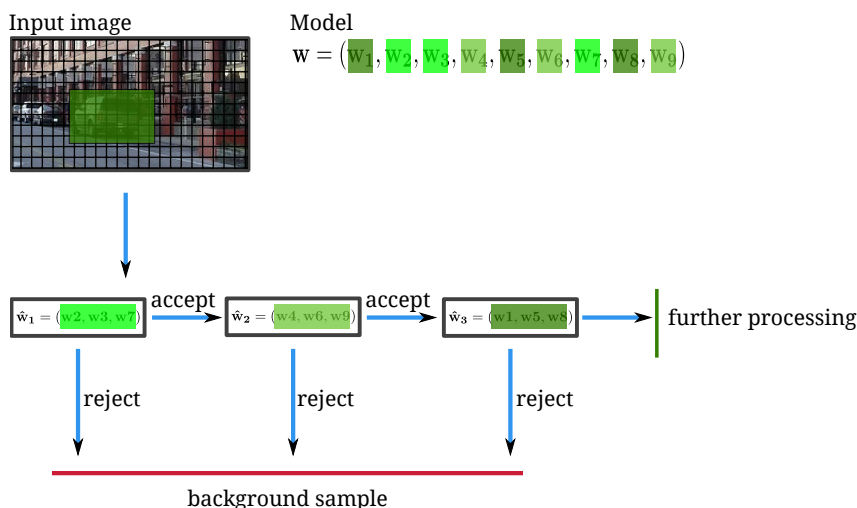 Input image
Model
w = (w1, w2, w3, w4, w5, w6, w7, w8, w9)
accept
accept
ŵ1 = (w2, w3, w7)
ŵ2 = (w4, w6, w9)
ŵ3 = (w1, w5, w8)
further processing
reject
reject
reject
background sample